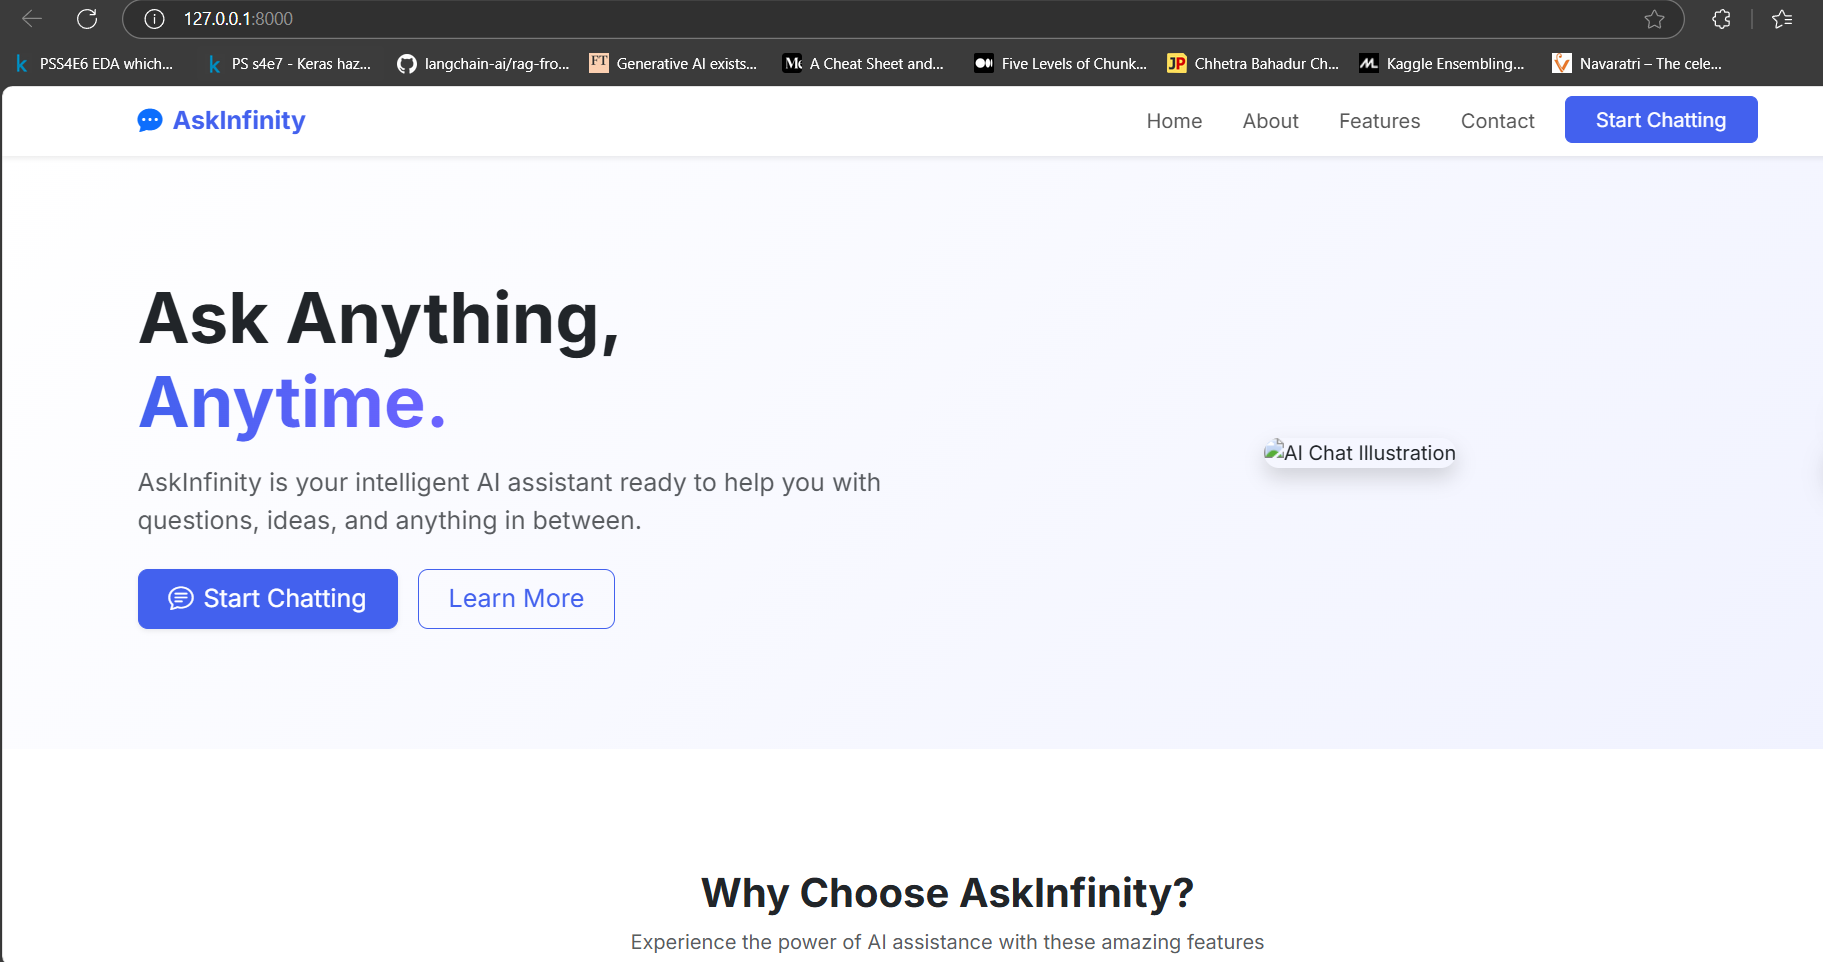 127.0.0.1:8000
PSS4E6 EDA which...
PS s4e7 - Keras haz...
langchain-ai/rag-fro...
FT
Generative AI exists...
A Cheat Sheet and...
Five Levels of Chunk...
JP
Chhetra Bahadur Ch...
Kaggle Ensembling...
Navaratri – The cele...
AskInfinity
Home
About
Features
Contact
Start Chatting
Ask Anything,
Anytime.
AskInfinity is your intelligent AI assistant ready to help you with
questions, ideas, and anything in between.
AI Chat Illustration
Start Chatting
Learn More
Why Choose AskInfinity?
Experience the power of AI assistance with these amazing features